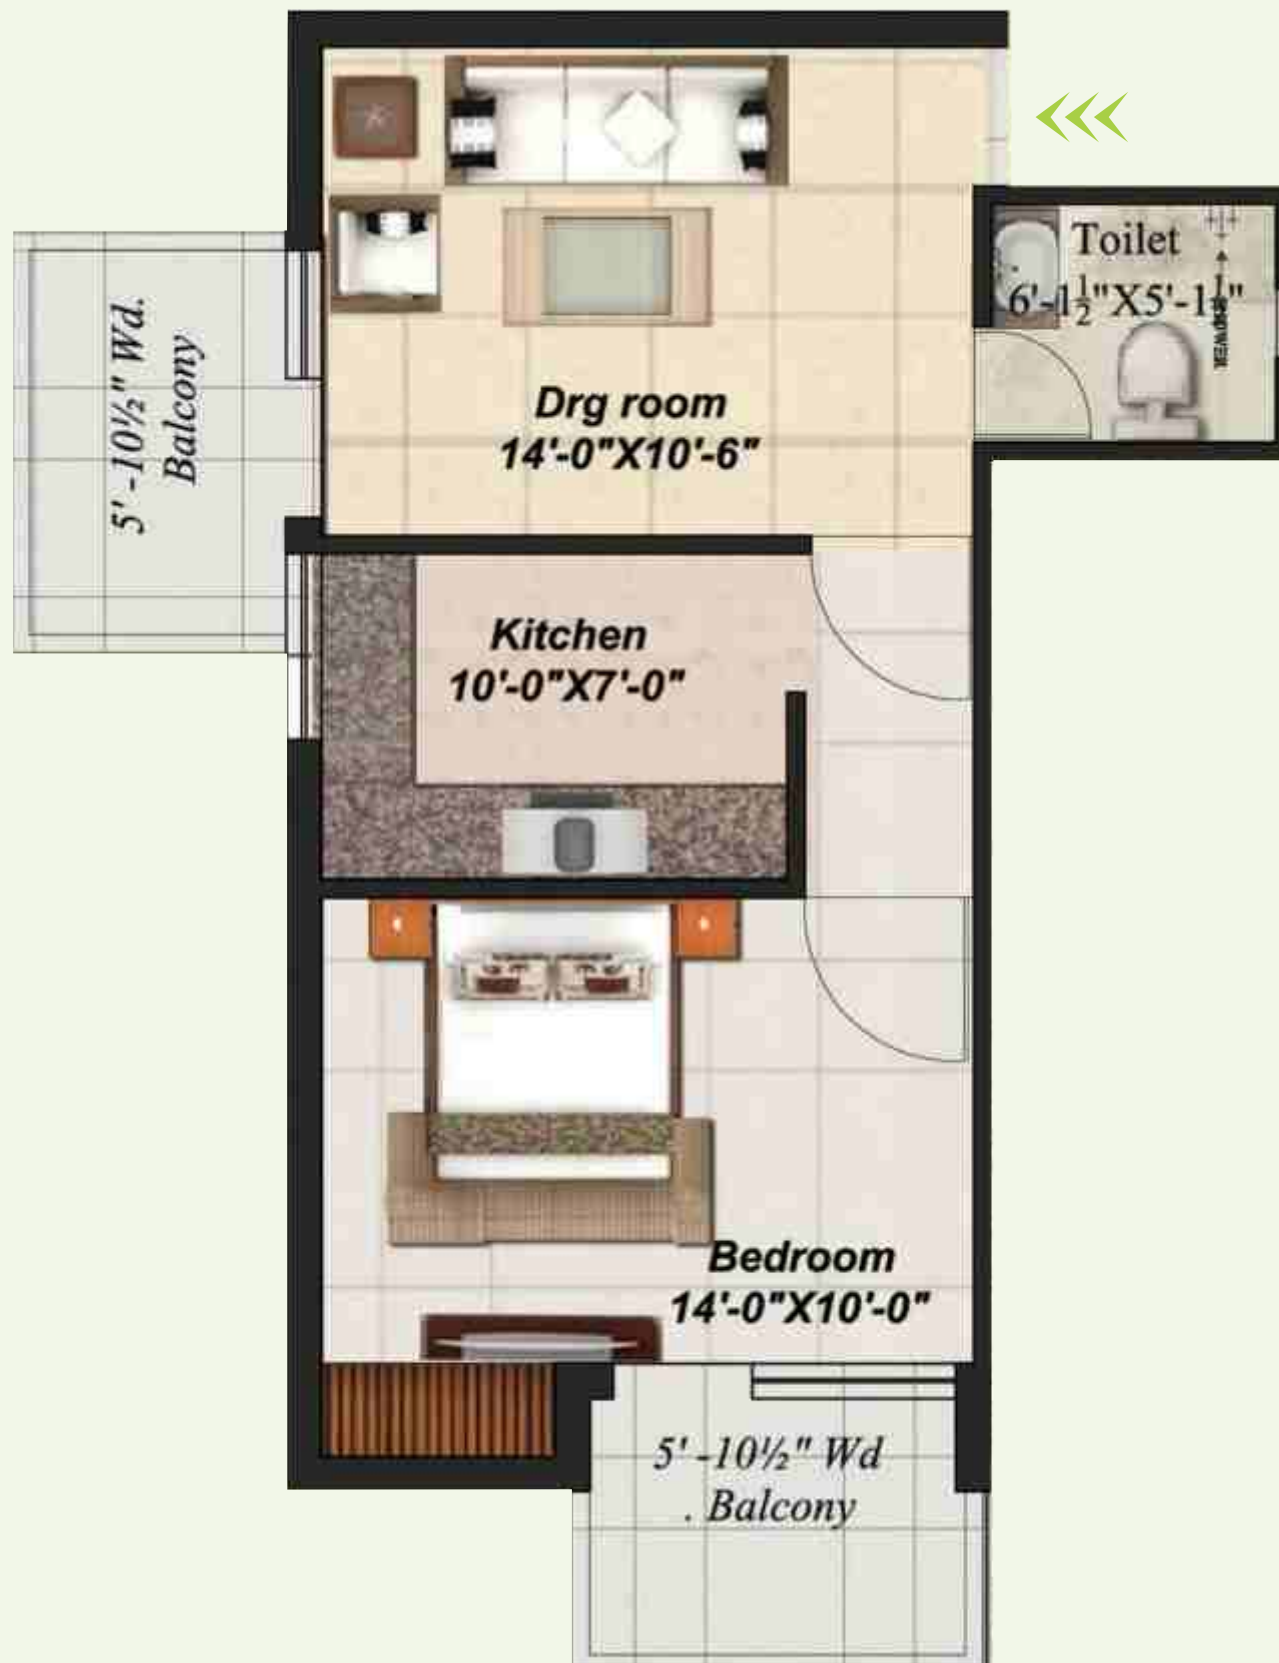 Toilet
6'-1½"X5'-1½"
5' -10½" Wd.
Balcony
Drg room
14'-0"X10'-6"
Kitchen
10'-0"X7'-0"
Bedroom
14'-0"X10'-0"
5' -10½" Wd
. Balcony